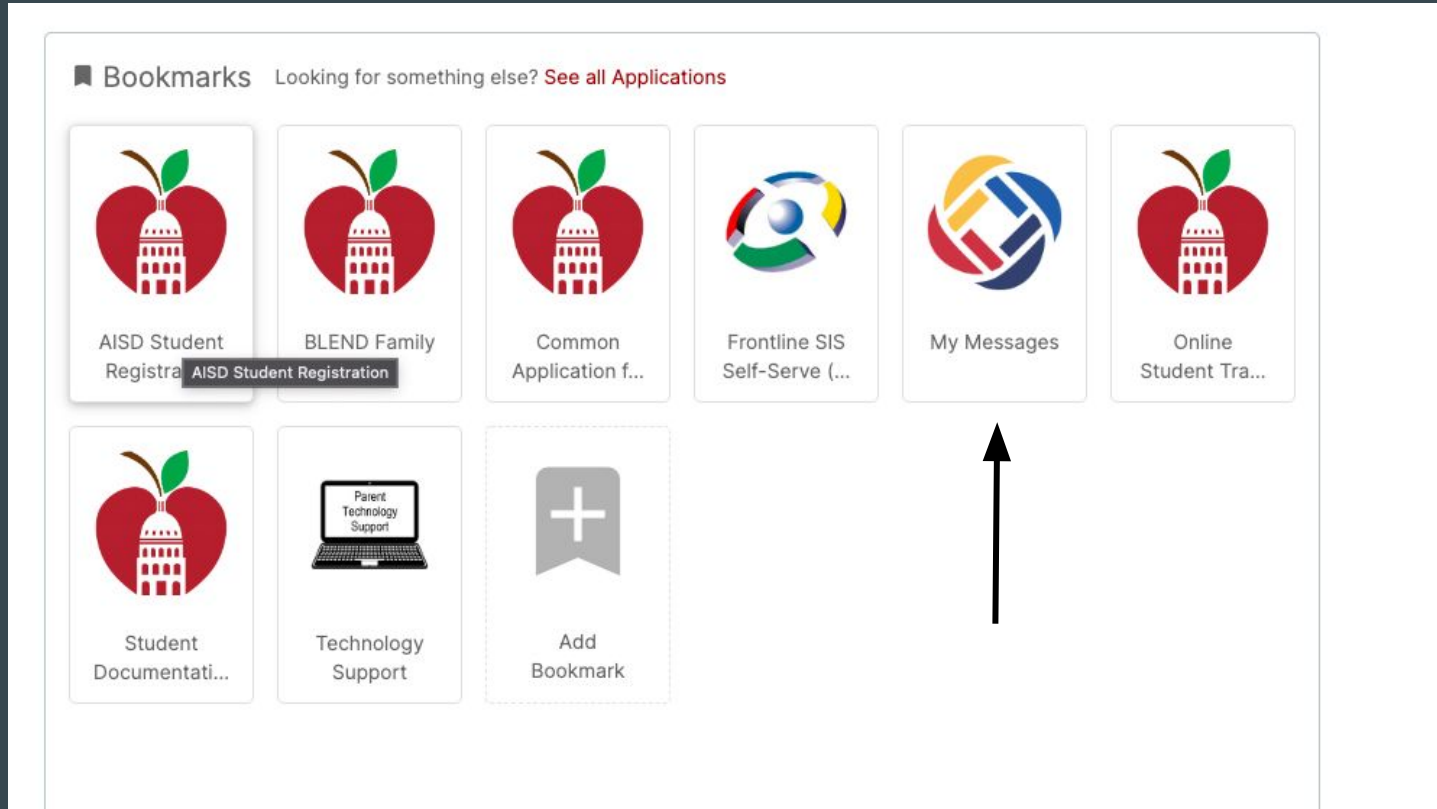 Bookmarks Looking for something else? See all Applications
AISD Student
Registra
AISD Student Registration
BLEND Family
Common
Application f...
Frontline SIS
Self-Serve (...
My Messages
Online
Student Tra...
Student
Documentati...
Parent
Technology
Support
Technology
Support
Add
Bookmark